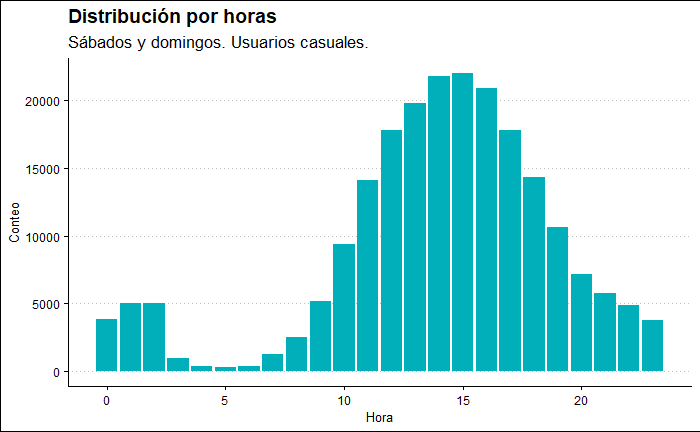 Distribución por horas
Sábados y domingos. Usuarios casuales.
20000
15000
10000
5000
0
Conteo
0 5 10 15 20
Hora